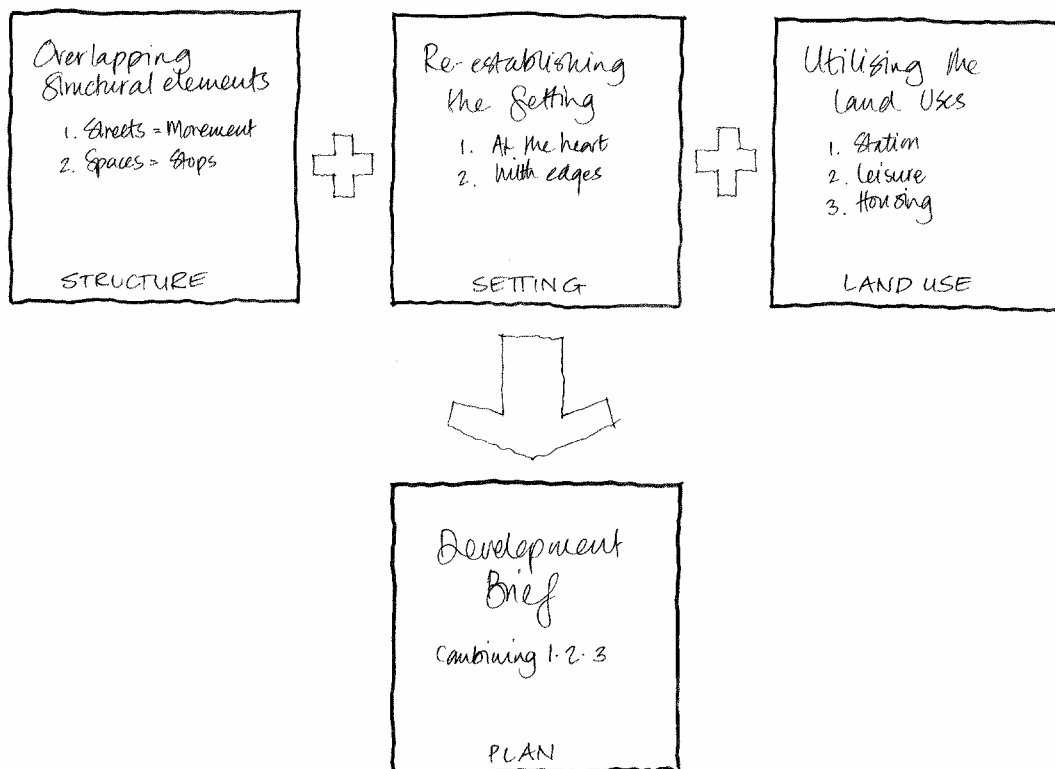 Overlapping
Structural elements
1. Streets = Movement
2. Spaces = Stops
STRUCTURE
Re-establishing
the Setting
1. At the heart
2. With edges
SETTING
Utilising the
Land Uses
1. Station
2. Leisure
3. Housing
LAND USE
Development
Brief
Combining 1·2·3
PLAN